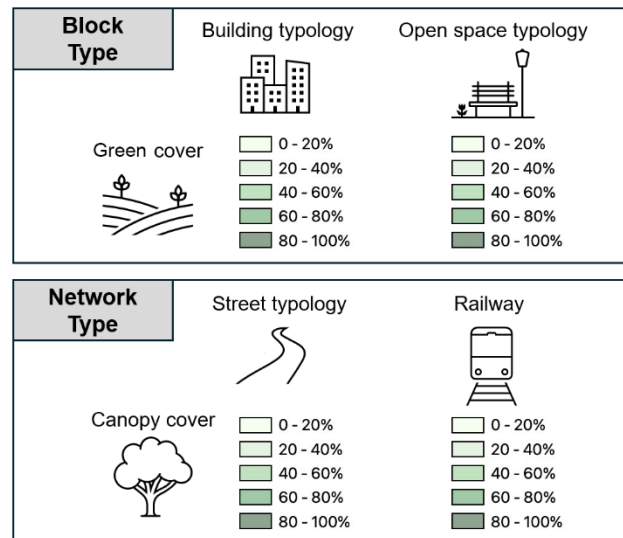 Block
Type
Building typology
Open space typology
Green cover
0 - 20%
20 - 40%
40 - 60%
60 - 80%
80 - 100%
0 - 20%
20 - 40%
40 - 60%
60 - 80%
80 - 100%
Network
Type
Street typology
Railway
Canopy cover
0 - 20%
20 - 40%
40 - 60%
60 - 80%
80 - 100%
0 - 20%
20 - 40%
40 - 60%
60 - 80%
80 - 100%